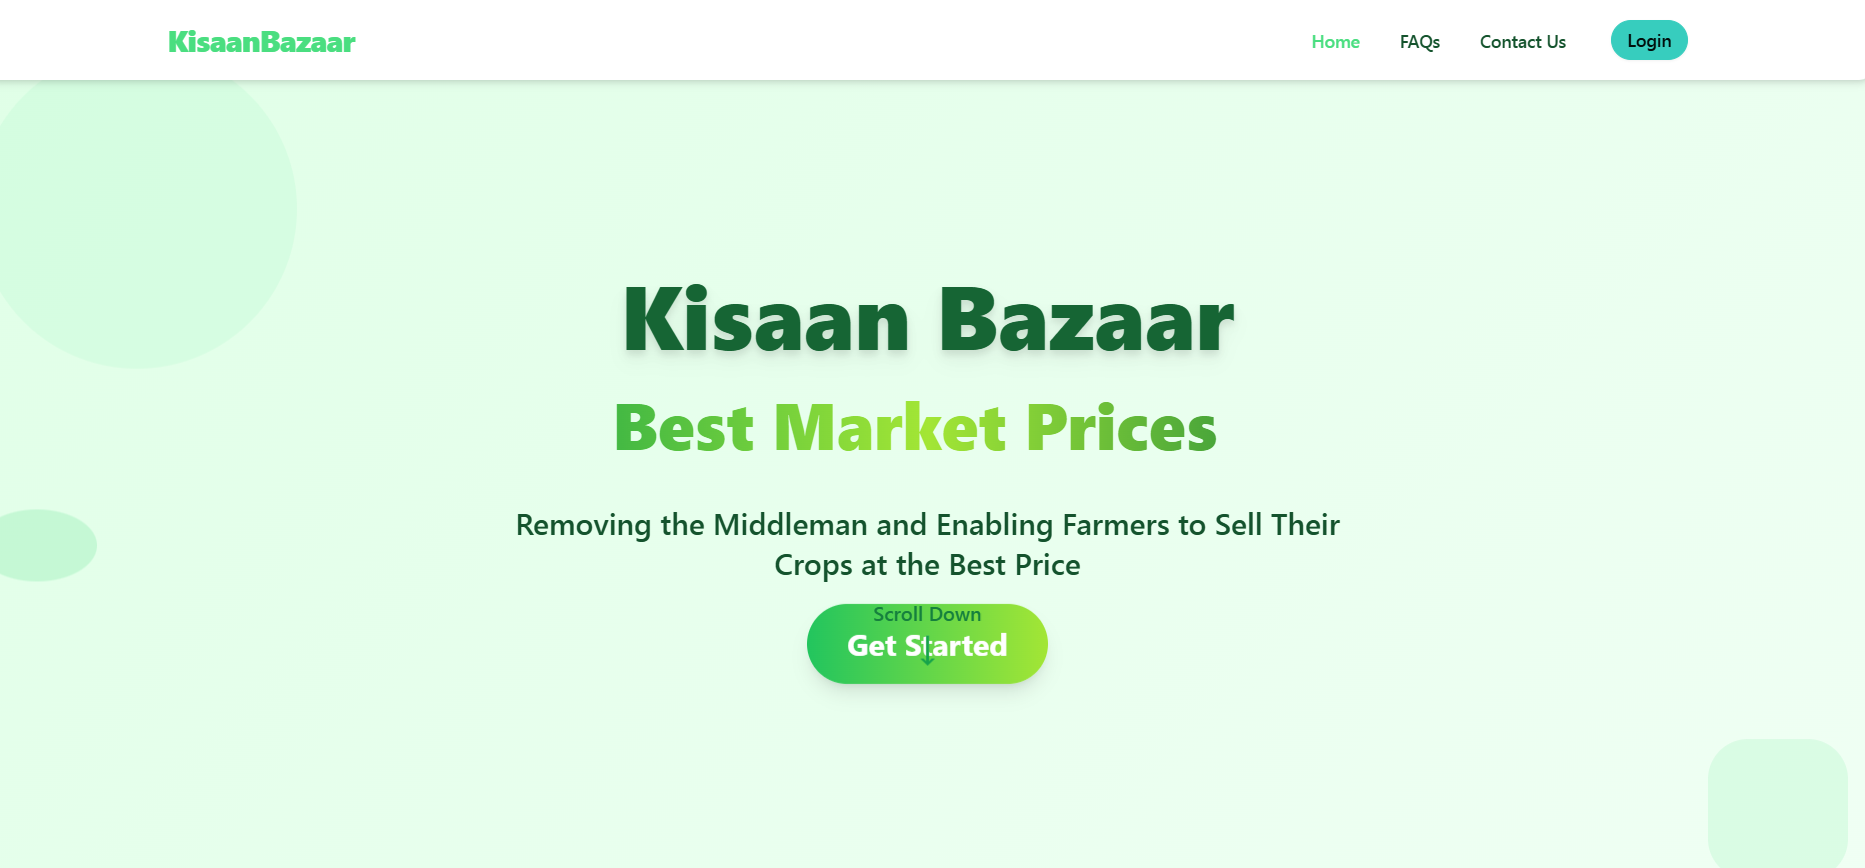 KisaanBazaar
Home
FAQs
Contact Us
Login
Kisaan Bazaar
Best Market Prices
Removing the Middleman and Enabling Farmers to Sell Their
Crops at the Best Price
Scroll Down
Get Started